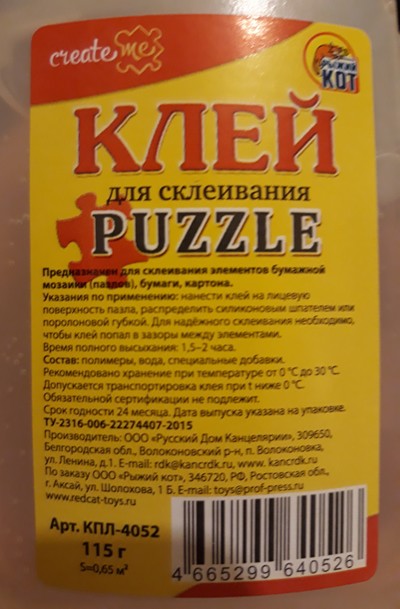 create me
РЫЖИЙ
КОТ
КЛЕЙ
для склеивания
PUZZLE
Предназначен для склеивания элементов бумажной
мозаики (пазлов), бумаги, картона.
Указания по применению: нанести клей на лицевую
поверхность пазла, распределить силиконовым шпателем или
поролоновой губкой. Для надёжного склеивания необходимо,
чтобы клей попал в зазоры между элементами.
Время полного высыхания: 1,5–2 часа.
Состав: полимеры, вода, специальные добавки.
Рекомендовано хранение при температуре от 0 °С до 30 °С.
Допускается транспортировка клея при t ниже 0 °С.
Обязательной сертификации не подлежит.
Срок годности 24 месяца. Дата выпуска указана на упаковке.
ТУ-2316-006-22274407-2015
Производитель: ООО «Русский Дом Канцелярии», 309650,
Белгородская обл., Волоконовский р-н, п. Волоконовка,
ул. Ленина, д.1. E-mail: rdk@kancrdk.ru, www. kancrdk.ru
По заказу ООО «Рыжий кот», 346720, РФ, Ростовская обл.,
г. Аксай, ул. Шолохова, 1 Б. E-mail: toys@prof-press.ru
www.redcat-toys.ru
Арт. КПЛ-4052
115 г
S=0,65 м²
4 665299 640526